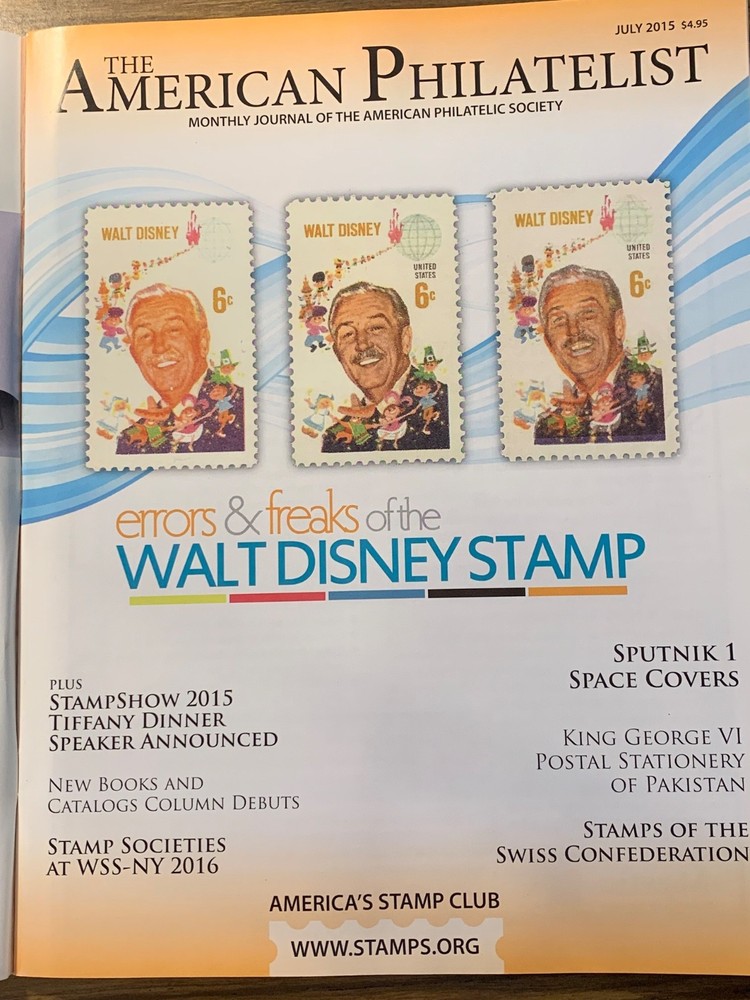 JULY 2015 $4.95
THE
AMERICAN PHILATELIST
MONTHLY JOURNAL OF THE AMERICAN PHILATELIC SOCIETY
WALT DISNEY
6c
WALT DISNEY
UNITED
STATES
6c
WALT DISNEY
UNITED
STATES
6c
errors & freaks of the
WALT DISNEY STAMP
PLUS
STAMPSHOW 2015
TIFFANY DINNER
SPEAKER ANNOUNCED
NEW BOOKS AND
CATALOGS COLUMN DEBUTS
STAMP SOCIETIES
AT WSS-NY 2016
SPUTNIK 1
SPACE COVERS
KING GEORGE VI
POSTAL STATIONERY
OF PAKISTAN
STAMPS OF THE
SWISS CONFEDERATION
AMERICA'S STAMP CLUB
WWW.STAMPS.ORG